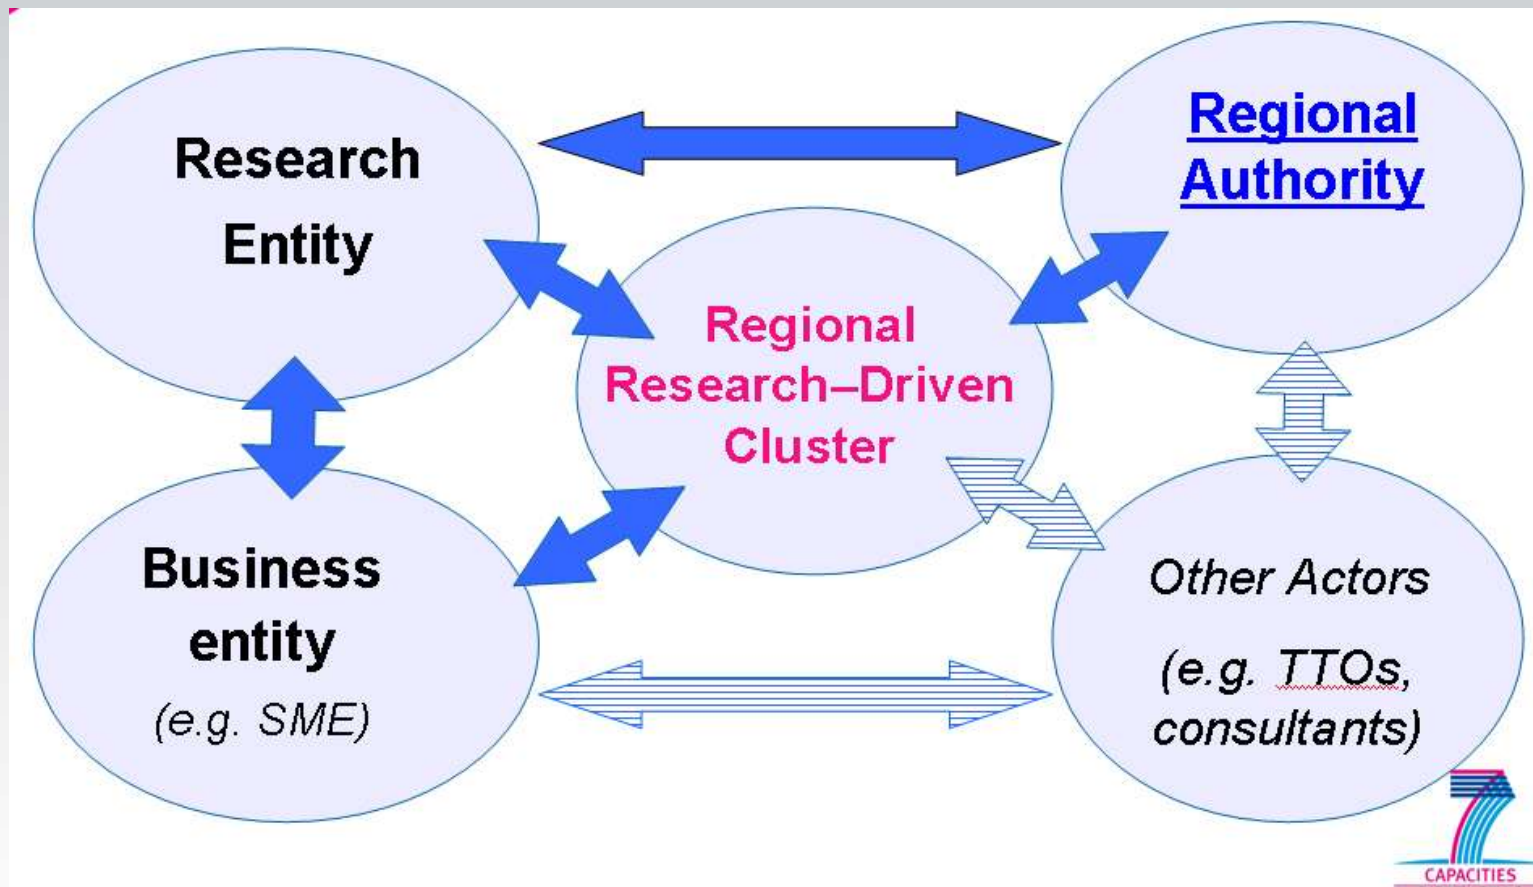 Research
Entity
Regional
Authority
Regional
Research–Driven
Cluster
Business
entity
(e.g. SME)
Other Actors
(e.g. TTOs,
consultants)
7
CAPACITIES